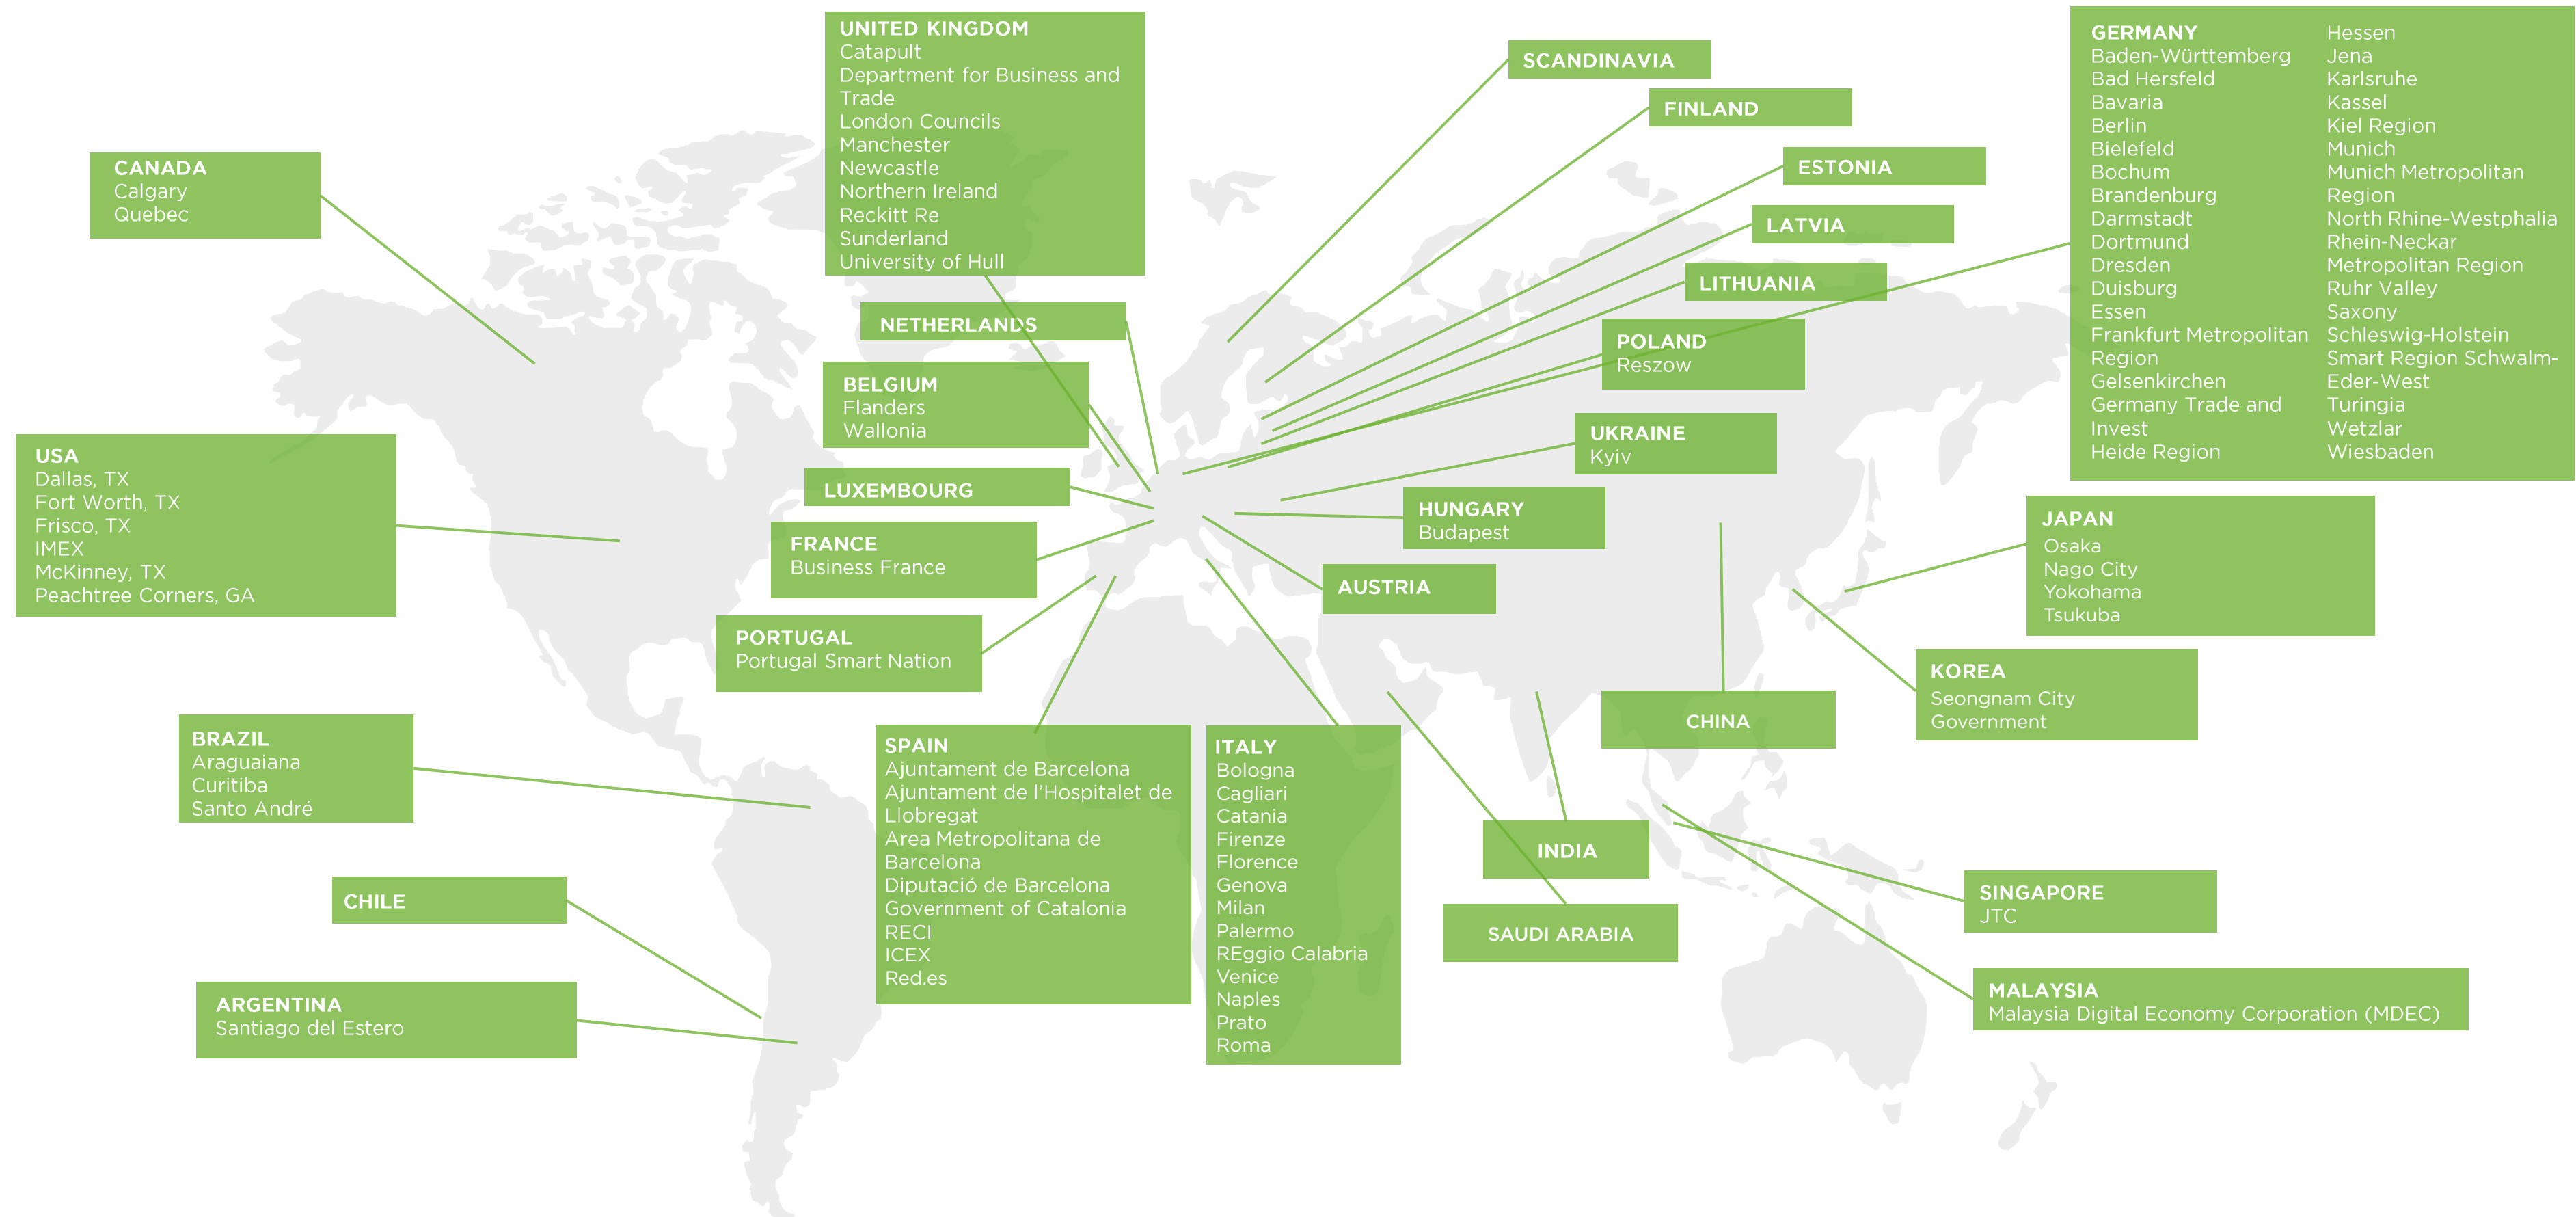 CANADA
Calgary
Quebec
USA
Dallas, TX
Fort Worth, TX
Frisco, TX
IMEX
McKinney, TX
Peachtree Corners, GA
BRAZIL
Araguaiana
Curitiba
Santo André
CHILE
ARGENTINA
Santiago del Estero
UNITED KINGDOM
Catapult
Department for Business and
Trade
London Councils
Manchester
Newcastle
Northern Ireland
Reckitt Re
Sunderland
University of Hull
NETHERLANDS
BELGIUM
Flanders
Wallonia
LUXEMBOURG
FRANCE
Business France
PORTUGAL
Portugal Smart Nation
SPAIN
Ajuntament de Barcelona
Ajuntament de l’Hospitalet de
Llobregat
Area Metropolitana de
Barcelona
Diputació de Barcelona
Government of Catalonia
RECI
ICEX
Red.es
ITALY
Bologna
Cagliari
Catania
Firenze
Florence
Genova
Milan
Palermo
REggio Calabria
Venice
Naples
Prato
Roma
SCANDINAVIA
FINLAND
ESTONIA
LATVIA
LITHUANIA
POLAND
Reszow
UKRAINE
Kyiv
HUNGARY
Budapest
AUSTRIA
CHINA
INDIA
SAUDI ARABIA
GERMANY
Baden-Württemberg
Bad Hersfeld
Bavaria
Berlin
Bielefeld
Bochum
Brandenburg
Darmstadt
Dortmund
Dresden
Duisburg
Essen
Frankfurt Metropolitan
Region
Gelsenkirchen
Germany Trade and
Invest
Heide Region
Hessen
Jena
Karlsruhe
Kassel
Kiel Region
Munich
Munich Metropolitan
Region
North Rhine-Westphalia
Rhein-Neckar
Metropolitan Region
Ruhr Valley
Saxony
Schleswig-Holstein
Smart Region Schwalm-
Eder-West
Turingia
Wetzlar
Wiesbaden
JAPAN
Osaka
Nago City
Yokohama
Tsukuba
KOREA
Seongnam City
Government
SINGAPORE
JTC
MALAYSIA
Malaysia Digital Economy Corporation (MDEC)